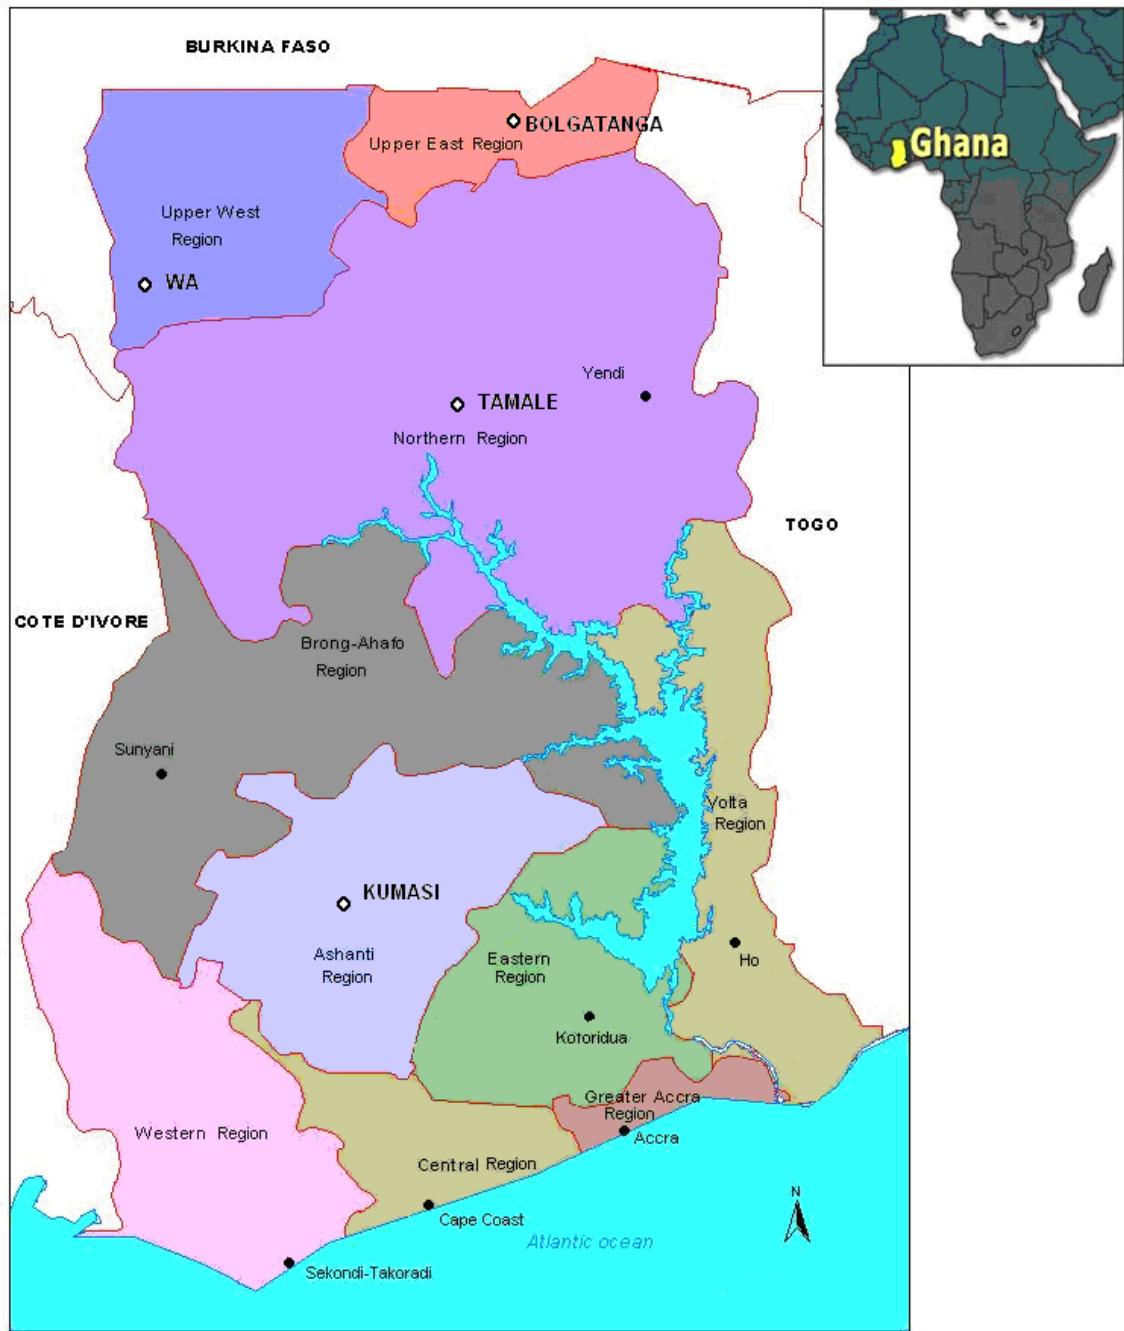 BURKINA FASO
Ghana
BOLGATANGA
Upper East Region
Upper West
Region
WA
Yendi
TAMALE
Northern Region
TOGO
COTE D'IVORE
Brong-Ahafo
Region
Sunyani
Volta
Region
KUMASI
Ashanti
Region
Eastern
Region
Ho
Kotoridua
Greater Accra
Region
Accra
Western Region
Central Region
Cape Coast
N
Atlantic ocean
Sekondi-Takoradi